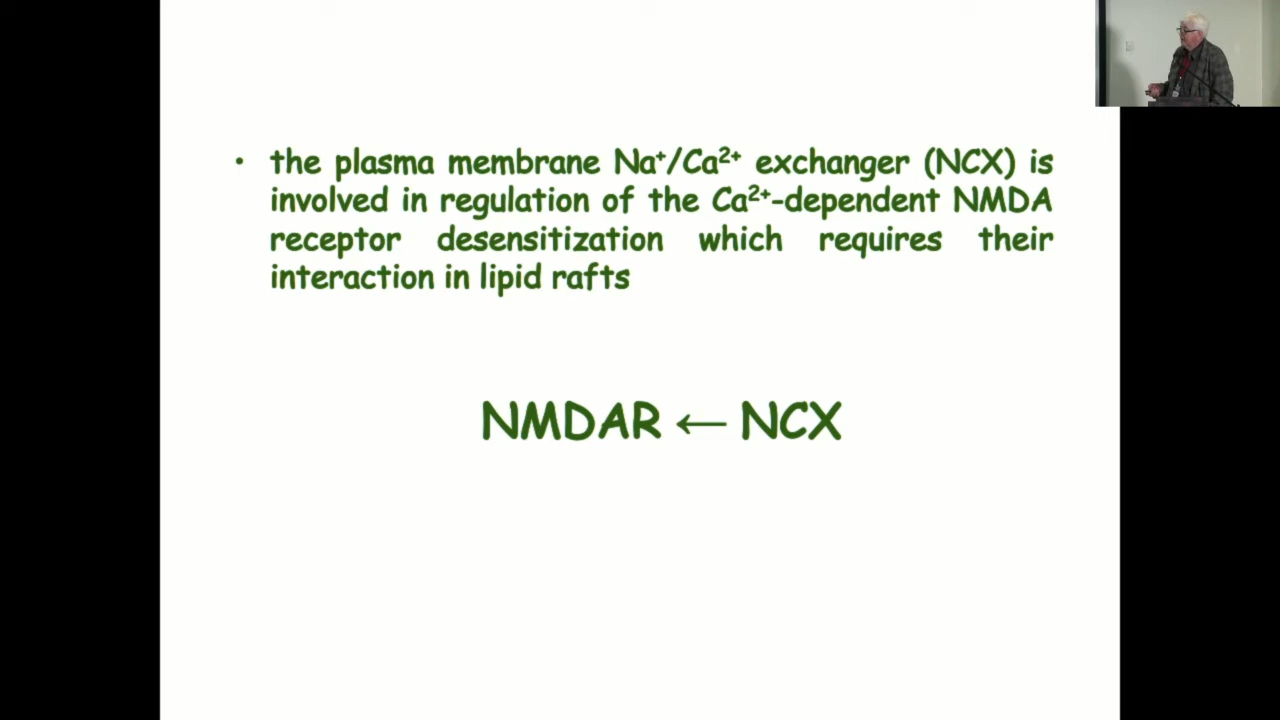 • the plasma membrane Na⁺/Ca²⁺ exchanger (NCX) is
involved in regulation of the Ca²⁺-dependent NMDA
receptor desensitization which requires their
interaction in lipid rafts
NMDAR ← NCX